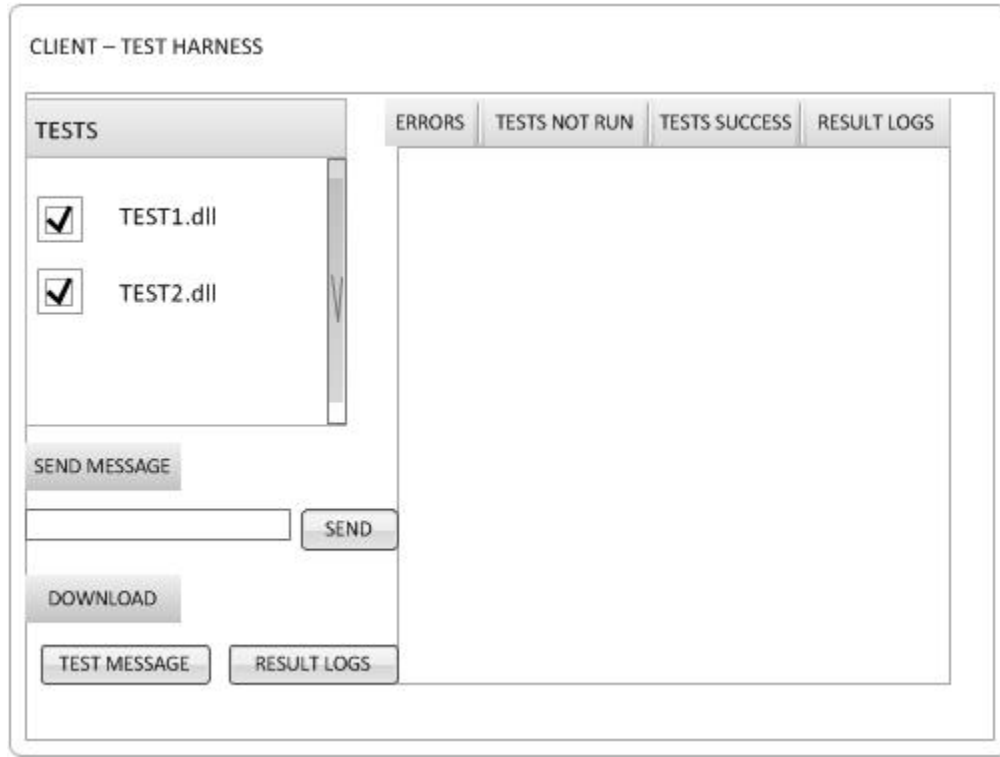 CLIENT – TEST HARNESS
TESTS
TEST1.dll
TEST2.dll
SEND MESSAGE
SEND
DOWNLOAD
TEST MESSAGE
RESULT LOGS
ERRORS
TESTS NOT RUN
TESTS SUCCESS
RESULT LOGS